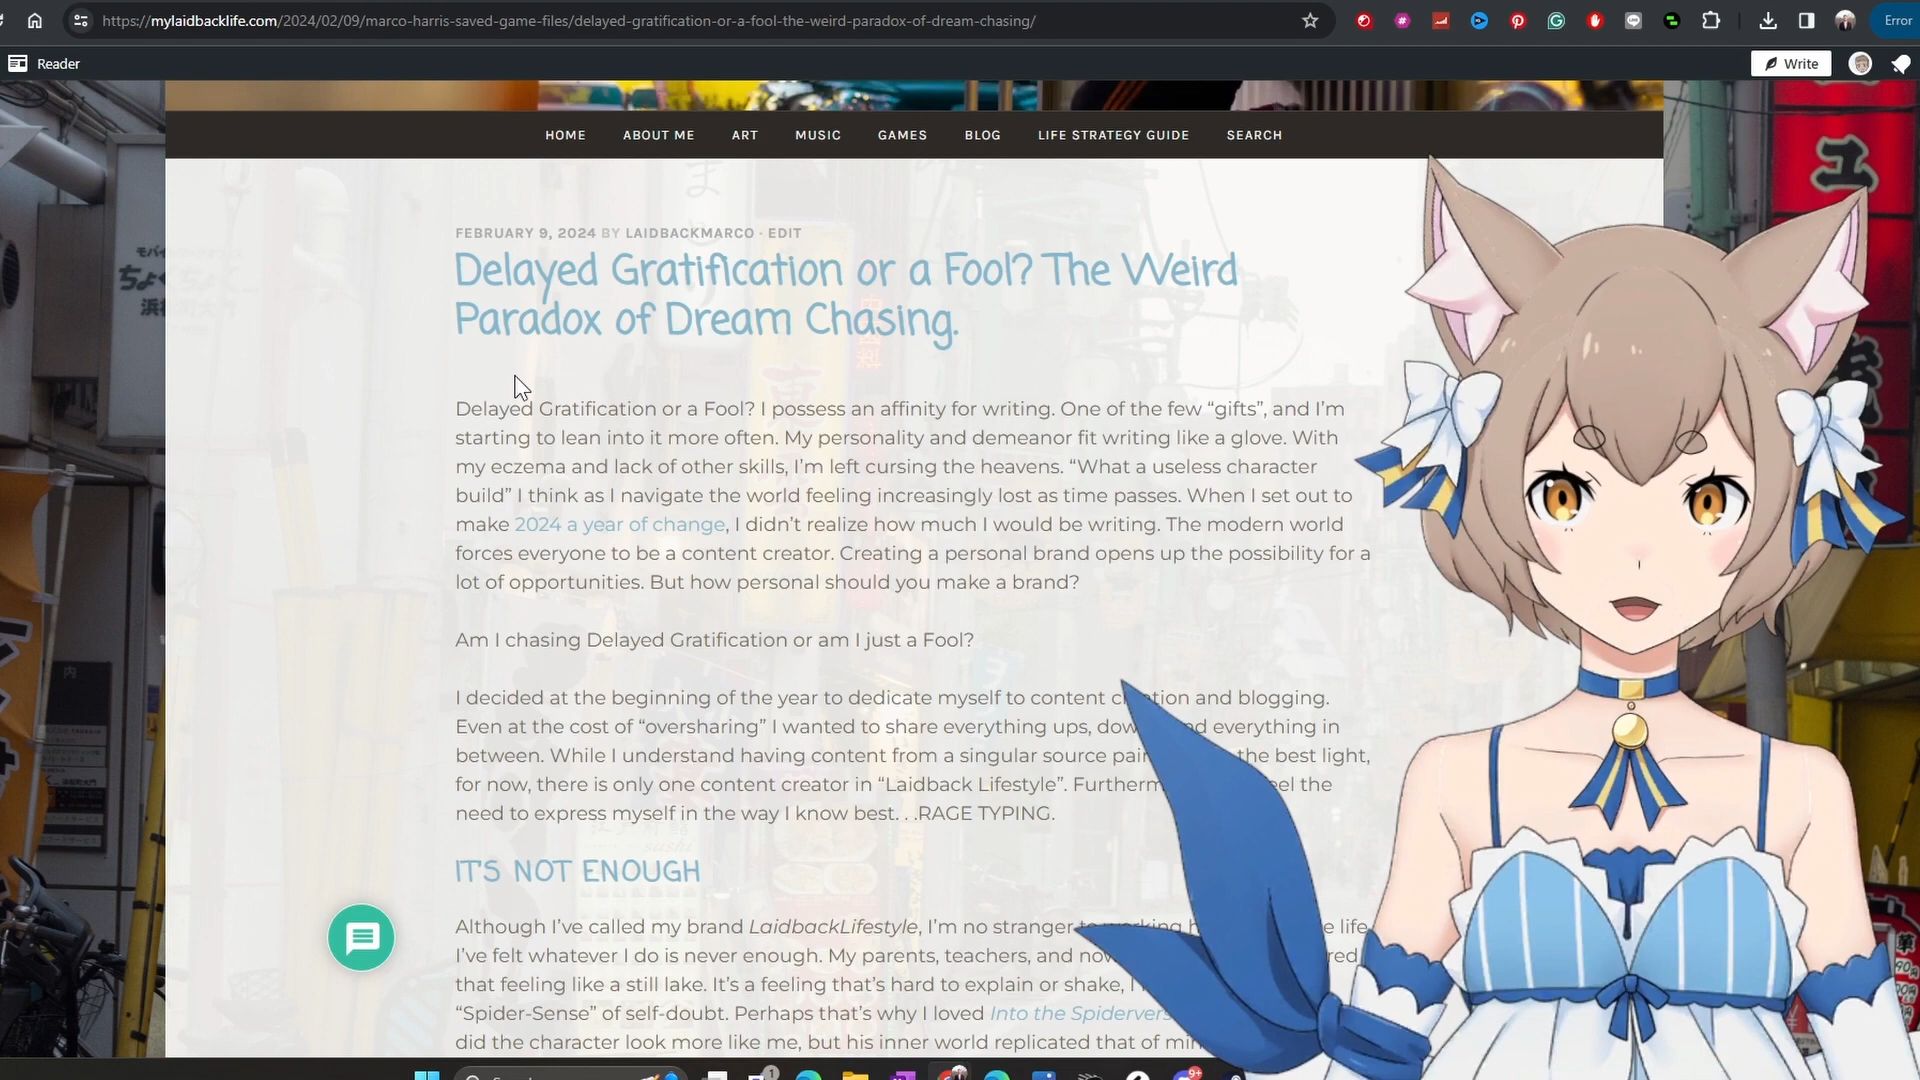 https://mylaidbacklife.com/2024/02/09/marco-harris-saved-game-files/delayed-gratification-or-a-fool-the-weird-paradox-of-dream-chasing/
Error
Reader
Write
HOME ABOUT ME ART MUSIC GAMES BLOG LIFE STRATEGY GUIDE SEARCH
FEBRUARY 9, 2024 BY LAIDBACKMARCO · EDIT
Delayed Gratification or a Fool? The Weird
Paradox of Dream Chasing.
Delayed Gratification or a Fool? I possess an affinity for writing. One of the few “gifts”, and I’m
starting to lean into it more often. My personality and demeanor fit writing like a glove. With
my eczema and lack of other skills, I’m left cursing the heavens. “What a useless character
build” I think as I navigate the world feeling increasingly lost as time passes. When I set out to
make 2024 a year of change, I didn’t realize how much I would be writing. The modern world
forces everyone to be a content creator. Creating a personal brand opens up the possibility for a
lot of opportunities. But how personal should you make a brand?
Am I chasing Delayed Gratification or am I just a Fool?
I decided at the beginning of the year to dedicate myself to content and blogging.
Even at the cost of “oversharing” I wanted to share everything ups, everything in
between. While I understand having content from a singular source the best light,
for now, there is only one content creator in “Laidback Lifestyle”. the
need to express myself in the way I know best. . .RAGE TYPING.
IT’S NOT ENOUGH
Although I’ve called my brand LaidbackLifestyle, I’m no stranger life
I’ve felt whatever I do is never enough. My parents, teachers, and
that feeling like a still lake. It’s a feeling that’s hard to explain or shake,
“Spider-Sense” of self-doubt. Perhaps that’s why I loved Into the
did the character look more like me, but his inner world replicated that of
1
9+